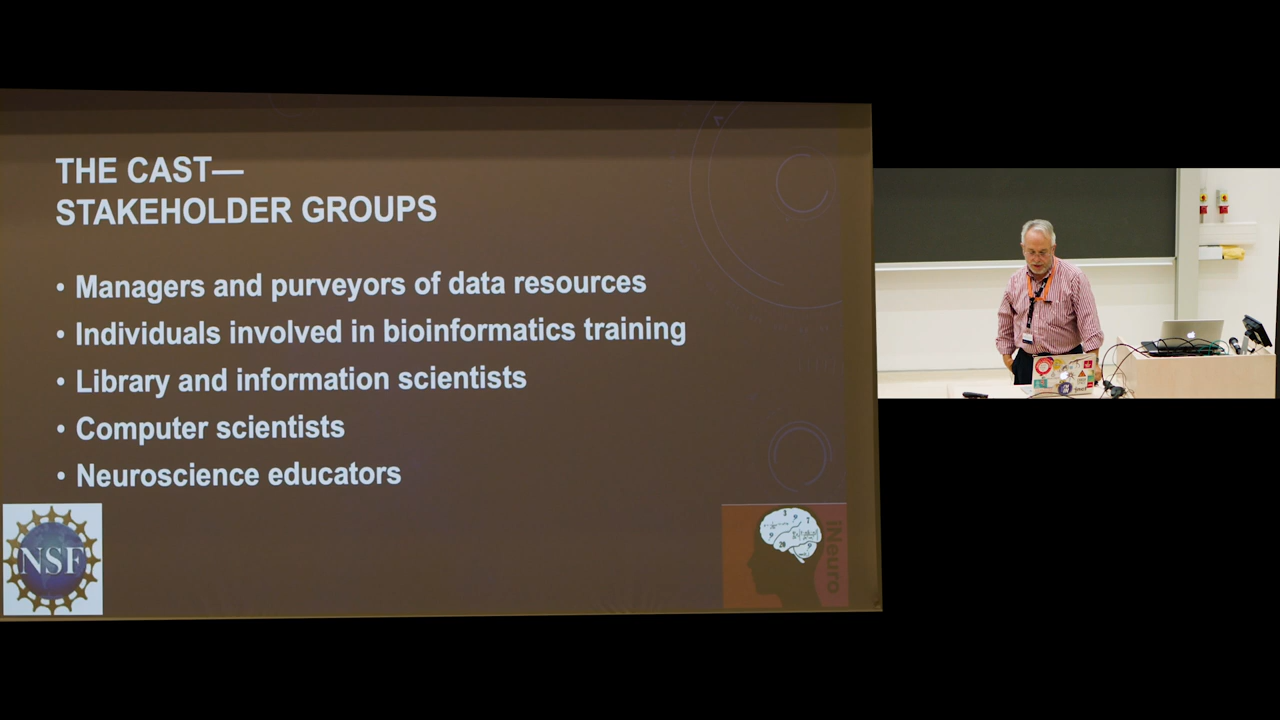 THE CAST—
STAKEHOLDER GROUPS
• Managers and purveyors of data resources
• Individuals involved in bioinformatics training
• Library and information scientists
• Computer scientists
• Neuroscience educators
NSF
iNeuro